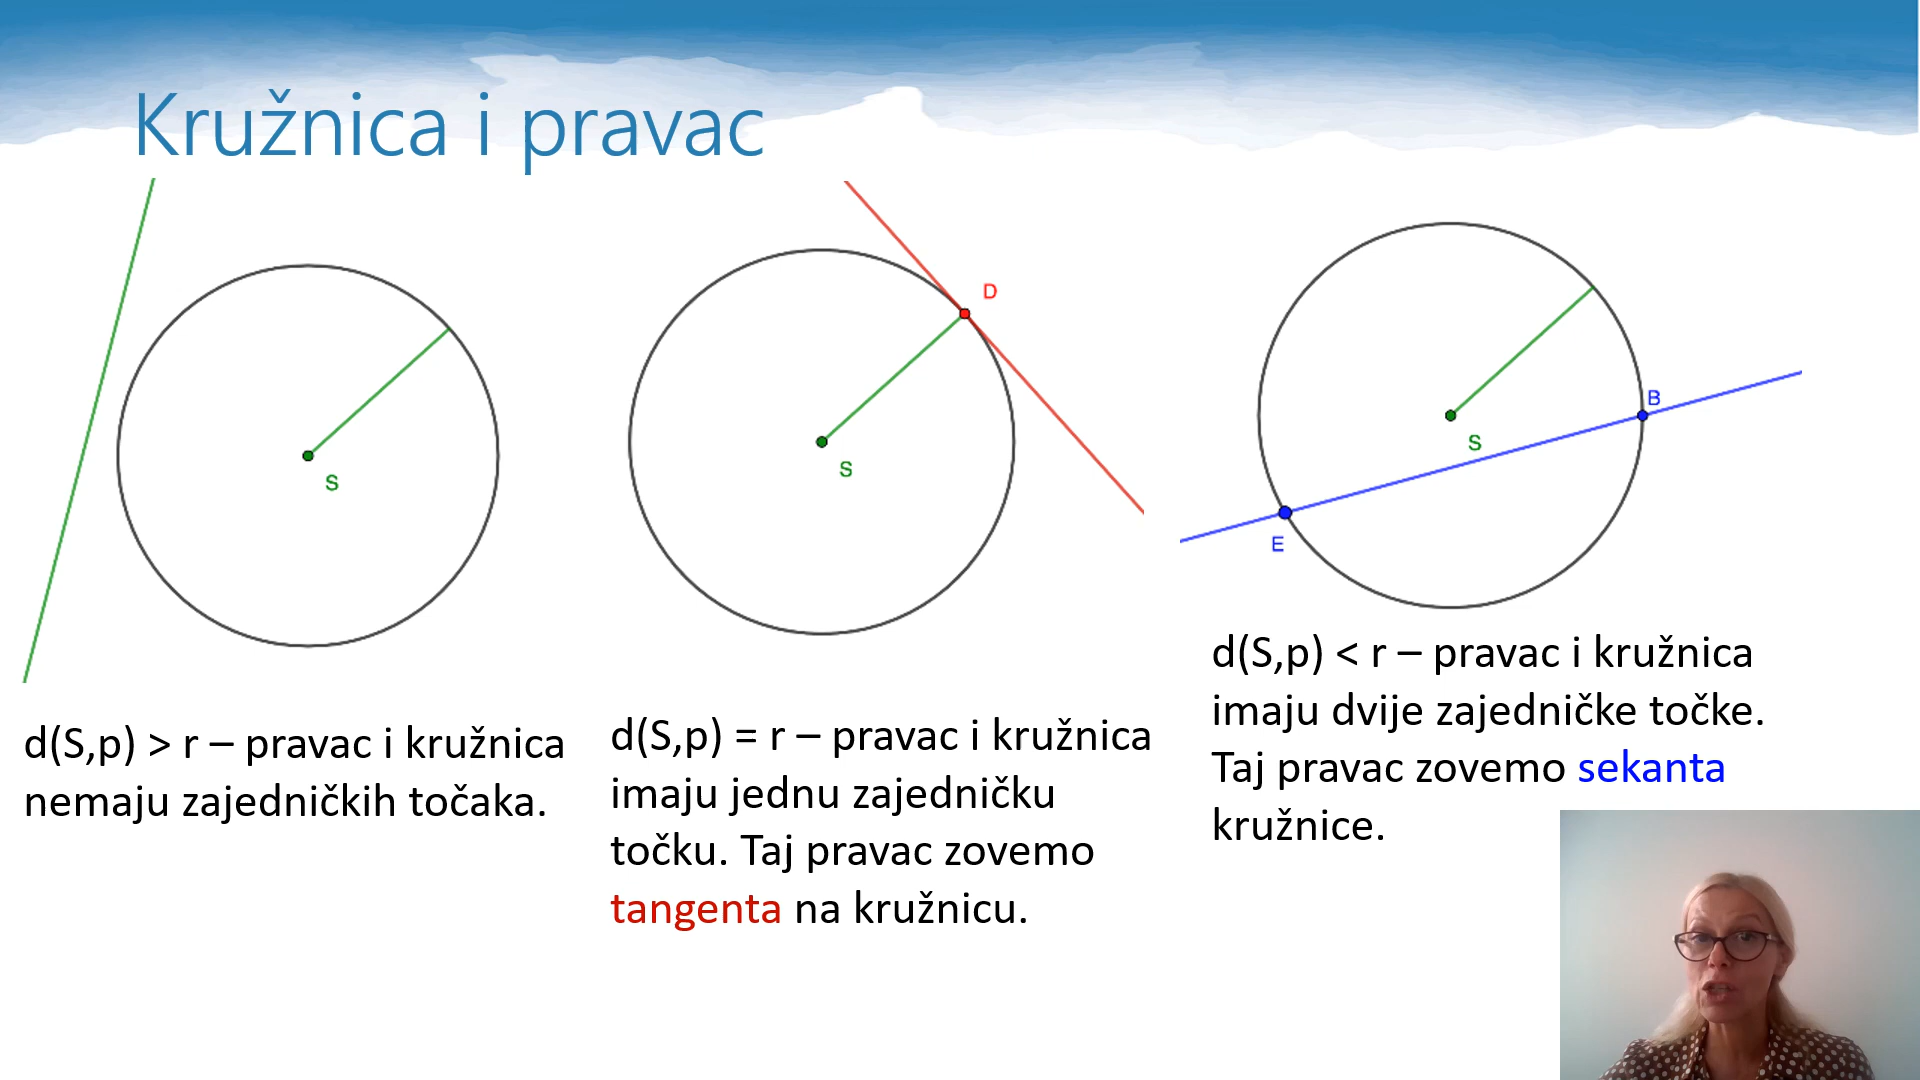 Kružnica i pravac
S
d(S,p) > r – pravac i kružnica
nemaju zajedničkih točaka.
D
S
d(S,p) = r – pravac i kružnica
imaju jednu zajedničku
točku. Taj pravac zovemo
tangenta na kružnicu.
B
S
E
d(S,p) < r – pravac i kružnica
imaju dvije zajedničke točke.
Taj pravac zovemo sekanta
kružnice.